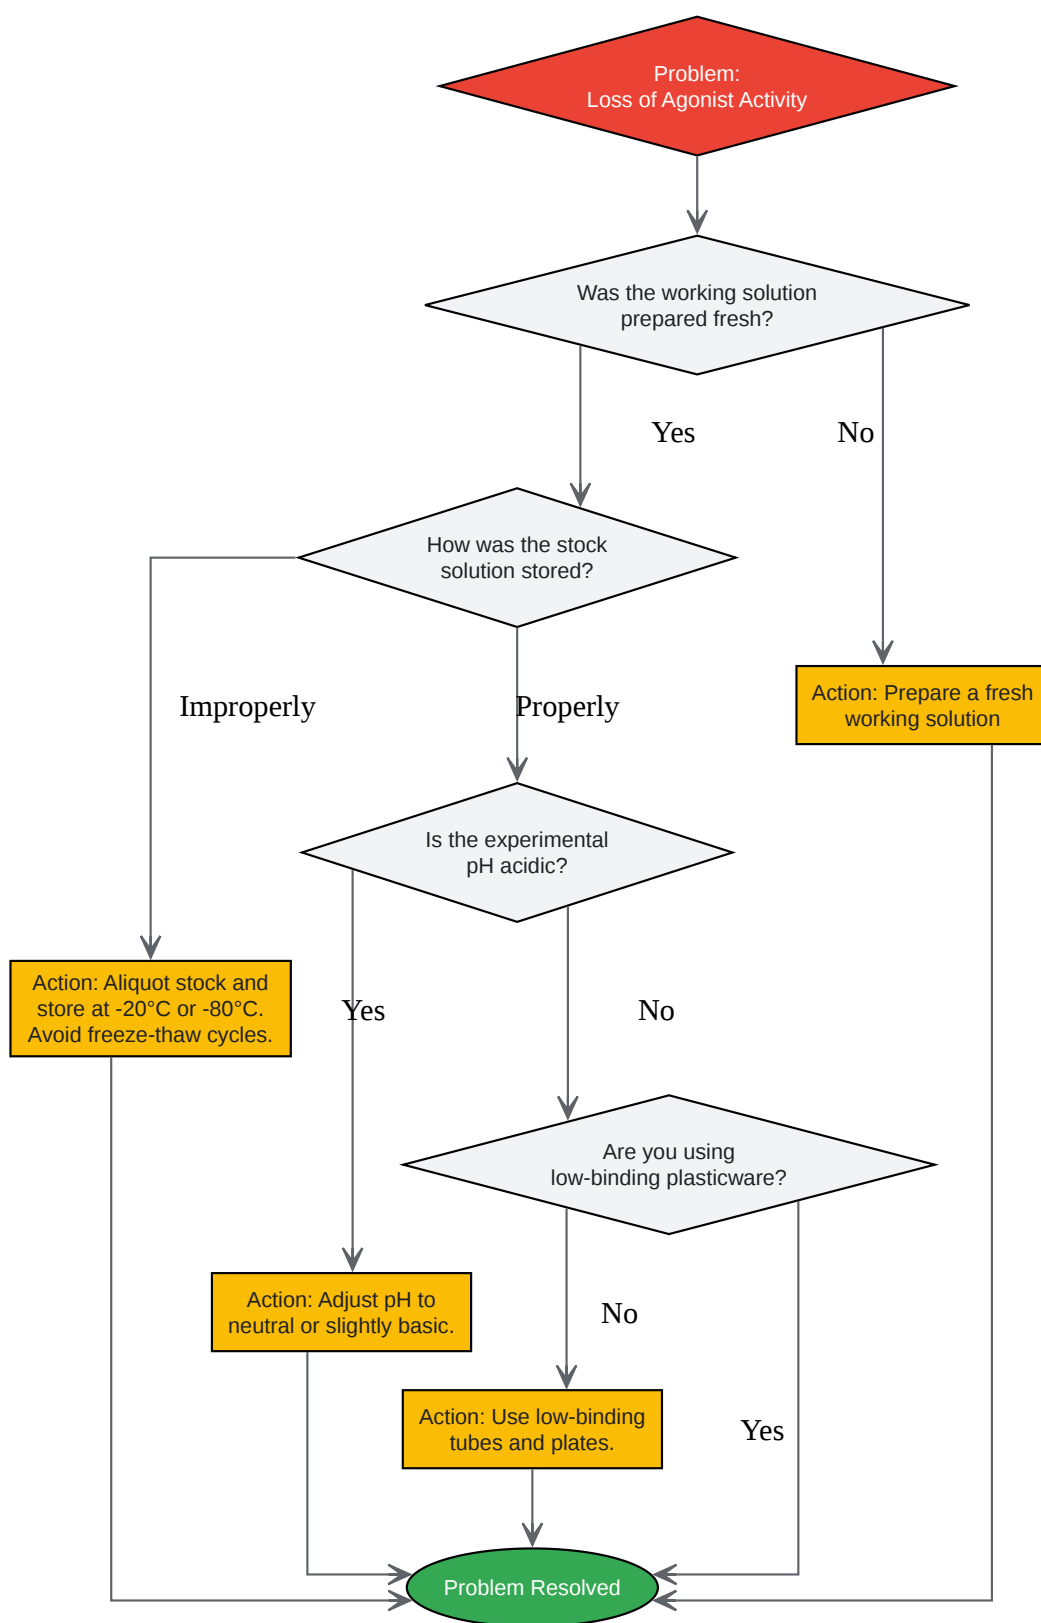 Problem:
Loss of Agonist Activity
Was the working solution
prepared fresh?
Yes
No
How was the stock
solution stored?
Improperly
Properly
Action: Prepare a fresh
working solution
Is the experimental
pH acidic?
Action: Aliquot stock and
store at -20°C or -80°C.
Avoid freeze-thaw cycles.
Yes
No
Are you using
low-binding plasticware?
Action: Adjust pH to
neutral or slightly basic.
No
Action: Use low-binding
tubes and plates.
Yes
Problem Resolved